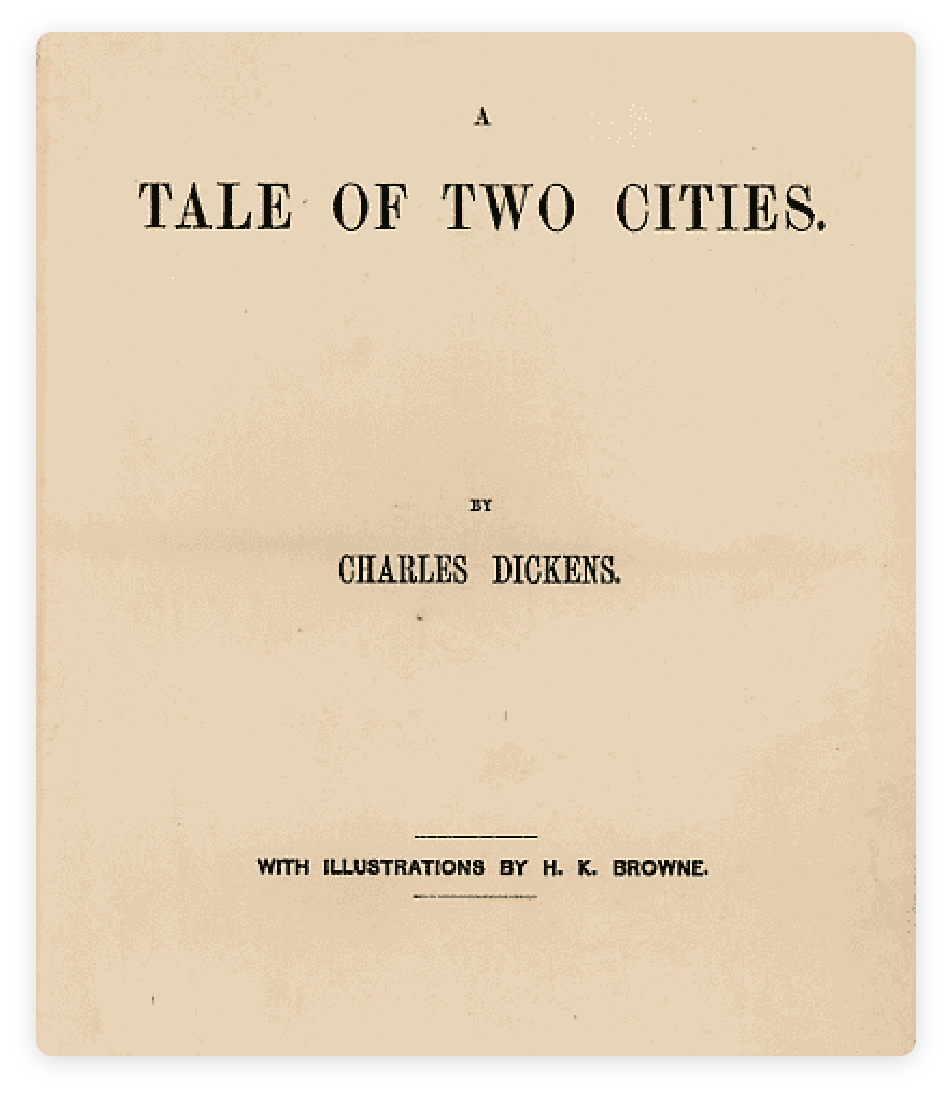 A
TALE OF TWO CITIES.
BY
CHARLES DICKENS.
WITH ILLUSTRATIONS BY H. K. BROWNE.